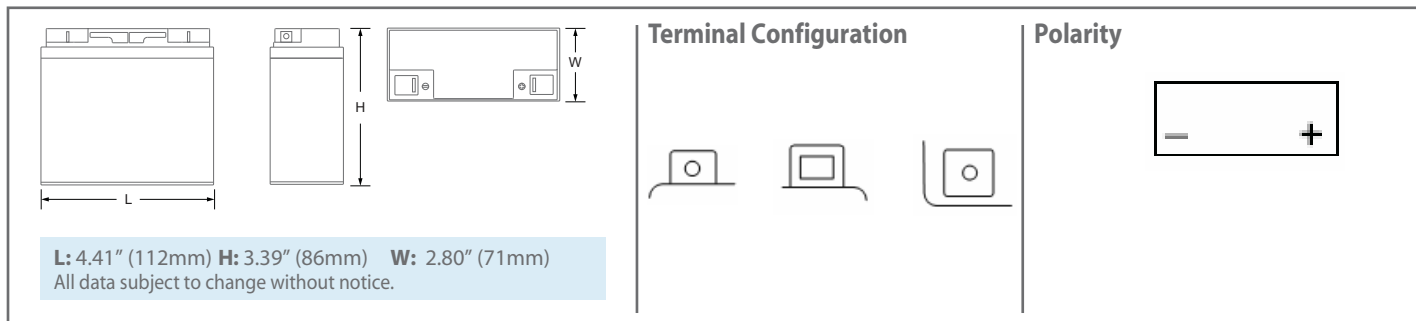 H
W
L
L: 4.41” (112mm) H: 3.39” (86mm) W: 2.80” (71mm)
All data subject to change without notice.
Terminal Configuration
Polarity
− +